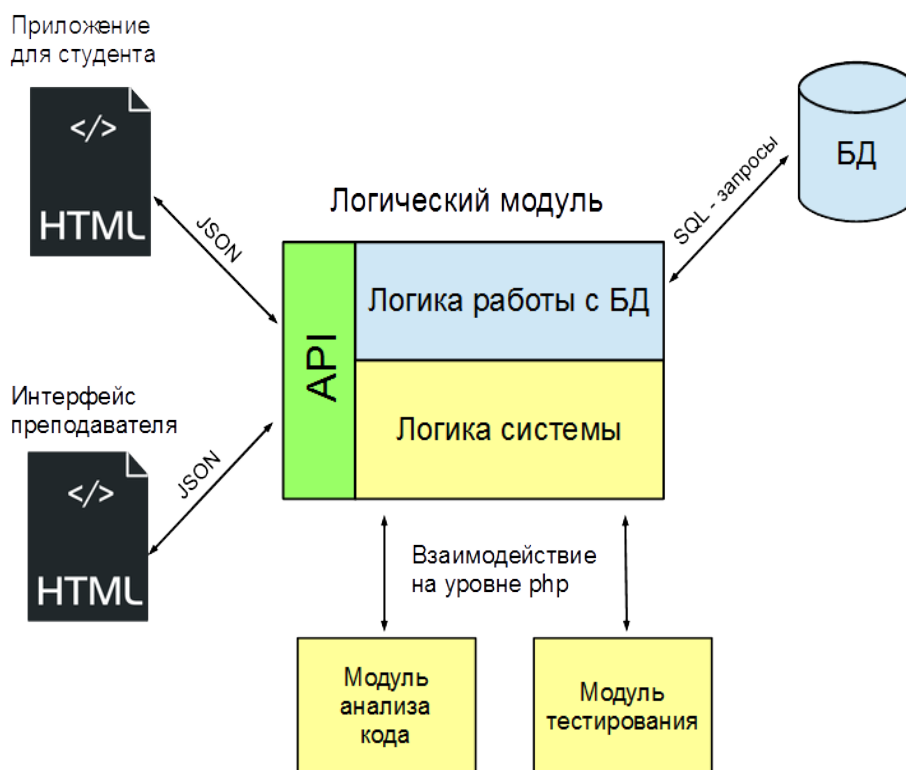 Приложение
для студента
</>
HTML
JSON
Интерфейс
преподавателя
</>
HTML
JSON
Логический модуль
API
Логика работы с БД
Логика системы
SQL - запросы
БД
Взаимодействие
на уровне php
Модуль
анализа
кода
Модуль
тестирования